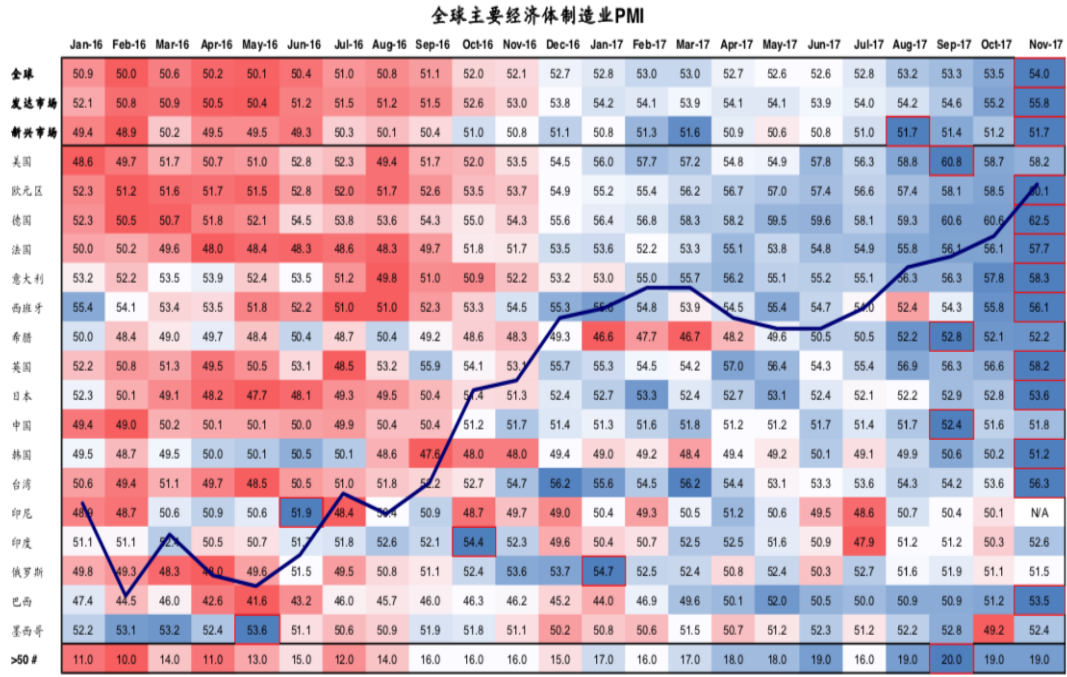 全球主要经济体制造业PMI
Jan-16 Feb-16 Mar-16 Apr-16 May-16 Jun-16 Jul-16 Aug-16 Sep-16 Oct-16 Nov-16 Dec-16 Jan-17 Feb-17 Mar-17 Apr-17 May-17 Jun-17 Jul-17 Aug-17 Sep-17 Oct-17 Nov-17
全球 50.9 50.0 50.6 50.2 50.1 50.4 51.0 50.8 51.1 52.0 52.1 52.7 52.8 53.0 53.0 52.7 52.6 52.6 52.8 53.2 53.3 53.5 54.0
发达市场 52.1 50.8 50.9 50.5 50.4 51.2 51.5 51.2 51.5 52.6 53.0 53.8 54.2 54.1 53.9 54.1 54.1 53.9 54.0 54.2 54.6 55.2 55.8
新兴市场 49.4 48.9 50.2 49.5 49.5 49.3 50.3 50.1 50.4 51.0 50.8 51.1 50.8 51.3 51.6 50.9 50.6 50.8 51.0 51.7 51.4 51.2 51.7
美国 48.6 49.7 51.7 50.7 51.0 52.8 52.3 49.4 51.7 52.0 53.5 54.5 56.0 57.7 57.2 54.8 54.9 57.8 56.3 58.8 60.8 58.7 58.2
欧元区 52.3 51.2 51.6 51.7 51.5 52.8 52.0 51.7 52.6 53.5 53.7 54.9 55.2 55.4 56.2 56.7 57.0 57.4 56.6 57.4 58.1 58.5 60.1
德国 52.3 50.5 50.7 51.8 52.1 54.5 53.8 53.6 54.3 55.0 54.3 55.6 56.4 56.8 58.3 58.2 59.5 59.6 58.1 59.3 60.6 60.6 62.5
法国 50.0 50.2 49.6 48.0 48.4 48.3 48.6 48.3 49.7 51.8 51.7 53.5 53.6 52.2 53.3 55.1 53.8 54.8 54.9 55.8 56.1 56.1 57.7
意大利 53.2 52.2 53.5 53.9 52.4 53.5 51.2 49.8 51.0 50.9 52.2 53.2 53.0 55.0 55.7 56.2 55.1 55.2 55.1 56.3 56.3 57.8 58.3
西班牙 55.4 54.1 53.4 53.5 51.8 52.2 51.0 51.0 52.3 53.3 54.5 55.3 55.6 54.8 53.9 54.5 55.4 54.7 54.0 52.4 54.3 55.8 56.1
希腊 50.0 48.4 49.0 49.7 48.4 50.4 48.7 50.4 49.2 48.6 48.3 49.3 46.6 47.7 46.7 48.2 49.6 50.5 50.5 52.2 52.8 52.1 52.2
英国 52.2 50.8 51.3 49.5 50.5 53.1 48.5 53.2 55.9 54.1 53.1 55.7 55.3 54.5 54.2 57.0 56.4 54.3 55.4 56.9 56.3 56.6 58.2
日本 52.3 50.1 49.1 48.2 47.7 48.1 49.3 49.5 50.4 51.4 51.3 52.4 52.7 53.3 52.4 52.7 53.1 52.4 52.1 52.2 52.9 52.8 53.6
中国 49.4 49.0 50.2 50.1 50.1 50.0 49.9 50.4 50.4 51.2 51.7 51.4 51.3 51.6 51.8 51.2 51.2 51.7 51.4 51.7 52.4 51.6 51.8
韩国 49.5 48.7 49.5 50.0 50.1 50.5 50.1 48.6 47.6 48.0 48.0 49.4 49.0 49.2 48.4 49.4 49.2 50.1 49.1 49.9 50.6 50.2 51.2
台湾 50.6 49.4 51.1 49.7 48.5 50.5 51.0 51.8 52.2 52.7 54.7 56.2 55.6 54.5 56.2 54.4 53.1 53.3 53.6 54.3 54.2 53.6 56.3
印尼 48.9 48.7 50.6 50.9 50.6 51.9 48.4 50.4 50.9 48.7 49.7 49.0 50.4 49.3 50.5 51.2 50.6 49.5 48.6 50.7 50.4 50.1 N/A
印度 51.1 51.1 52.4 50.5 50.7 51.7 51.8 52.6 52.1 54.4 52.3 49.6 50.4 50.7 52.5 52.5 51.6 50.9 47.9 51.2 51.2 50.3 52.6
俄罗斯 49.8 49.3 48.3 48.0 49.6 51.5 49.5 50.8 51.1 52.4 53.6 53.7 54.7 52.5 52.4 50.8 52.4 50.3 52.7 51.6 51.9 51.1 51.5
巴西 47.4 44.5 46.0 42.6 41.6 43.2 46.0 45.7 46.0 46.3 46.2 45.2 44.0 46.9 49.6 50.1 52.0 50.5 50.0 50.9 50.9 51.2 53.5
墨西哥 52.2 53.1 53.2 52.4 53.6 51.1 50.6 50.9 51.9 51.8 51.1 50.2 50.8 50.6 51.5 50.7 51.2 52.3 51.2 52.2 52.8 49.2 52.4
>50 # 11.0 10.0 14.0 11.0 13.0 15.0 12.0 14.0 16.0 16.0 16.0 15.0 17.0 16.0 17.0 18.0 18.0 19.0 16.0 19.0 20.0 19.0 19.0